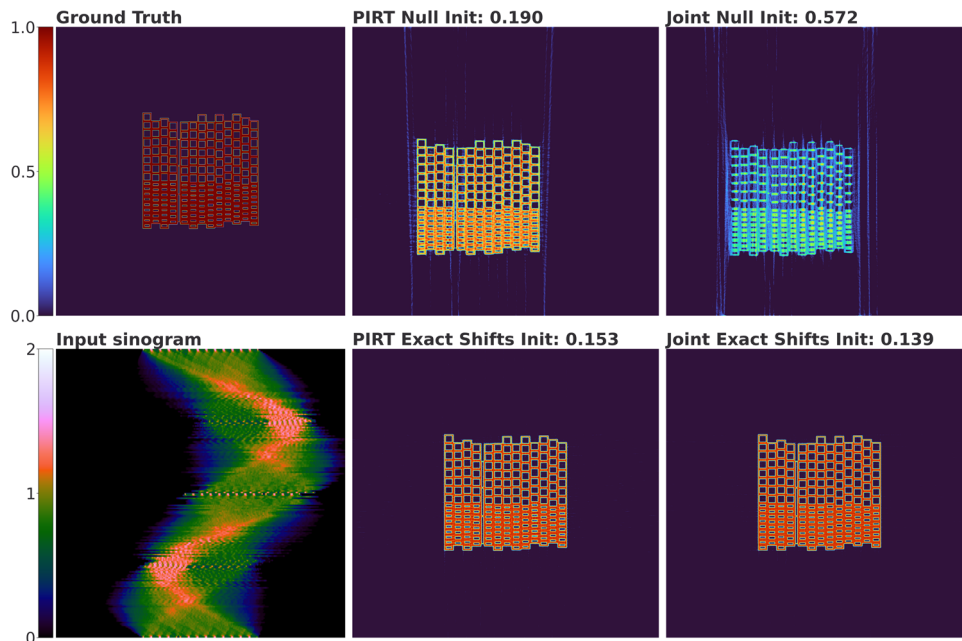 Ground Truth
PIRT Null Init: 0.190
Joint Null Init: 0.572
1.0
0.5
0.0
Input sinogram
PIRT Exact Shifts Init: 0.153
Joint Exact Shifts Init: 0.139
2
1
0